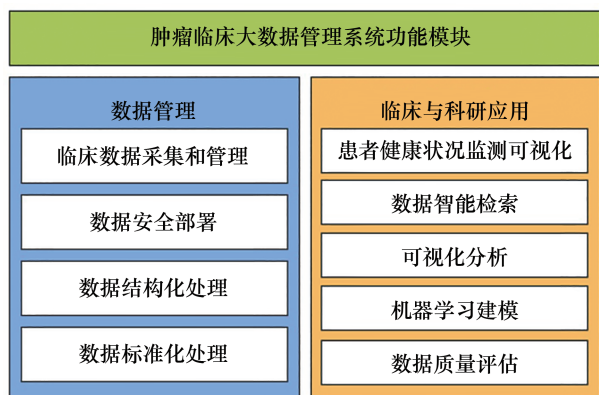 肿瘤临床大数据管理系统功能模块
数据管理
临床数据采集和管理
数据安全部署
数据结构化处理
数据标准化处理
临床与科研应用
患者健康状况监测可视化
数据智能检索
可视化分析
机器学习建模
数据质量评估